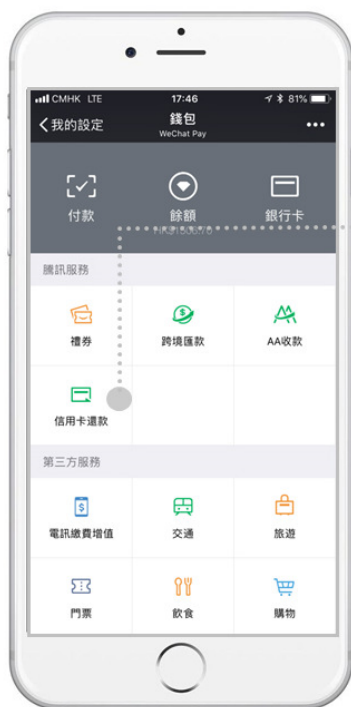 CMHK LTE 17:46 81%
我的設定 錢包
WeChat Pay
付款 餘額 銀行卡
騰訊服務
禮券 跨境匯款 AA收款
信用卡還款
第三方服務
電訊繳費增值 交通 旅遊
門票 飲食 購物